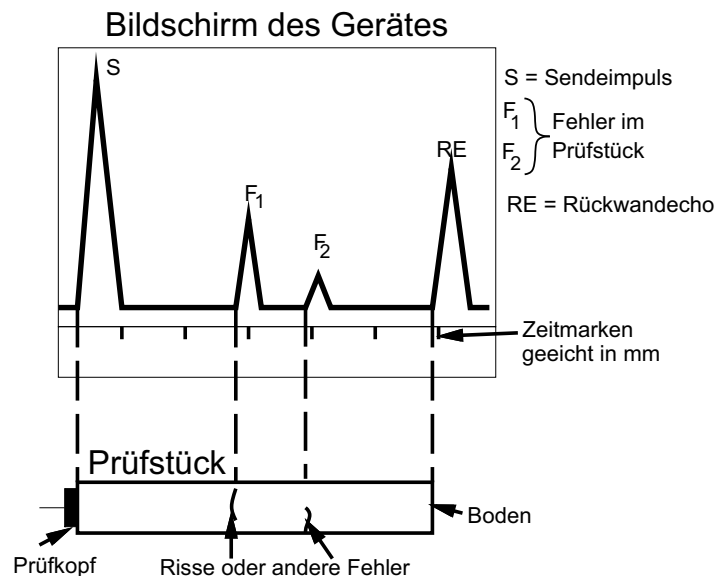 Bildschirm des Gerätes
S
S = Sendeimpuls
F1
F2
Fehler im
Prüfstück
RE
F1
F2
RE = Rückwandecho
Zeitmarken
geeicht in mm
Prüfstück
Boden
Prüfkopf
Risse oder andere Fehler